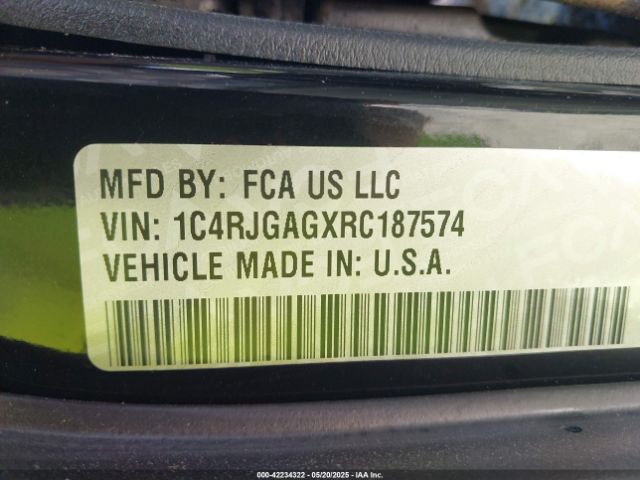 MFD BY: FCA US LLC
VIN: 1C4RJGAGXRC187574
VEHICLE MADE IN: U.S.A.
000-42234322 - 05/20/2025 - IAA Inc.